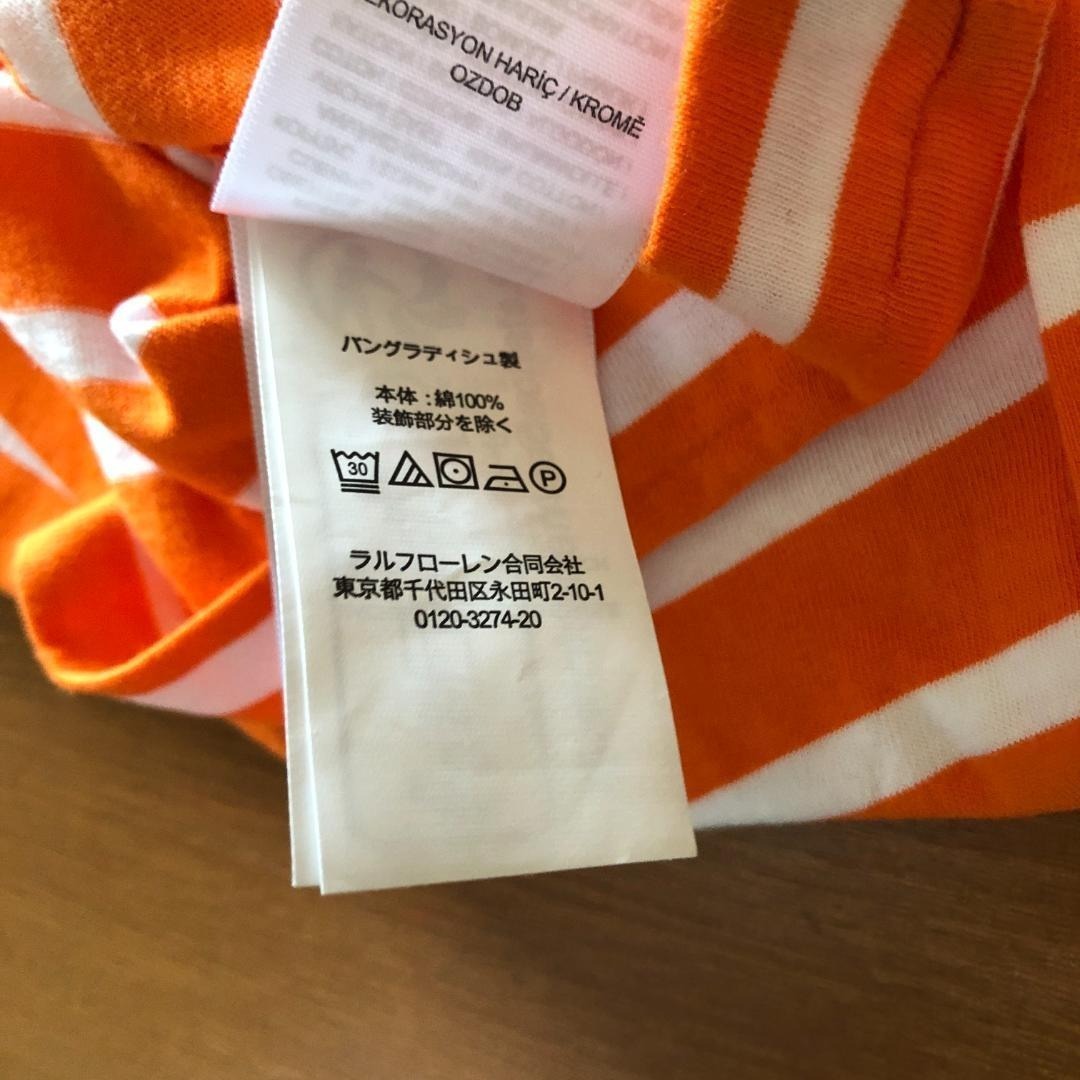 DEKORASYON HARİÇ / KROMĖ
OZDOB
バングラディシュ製
本体 : 綿100%
装飾部分を除く
30
P
ラルフローレン合同会社
東京都千代田区永田町2-10-1
0120-3274-20